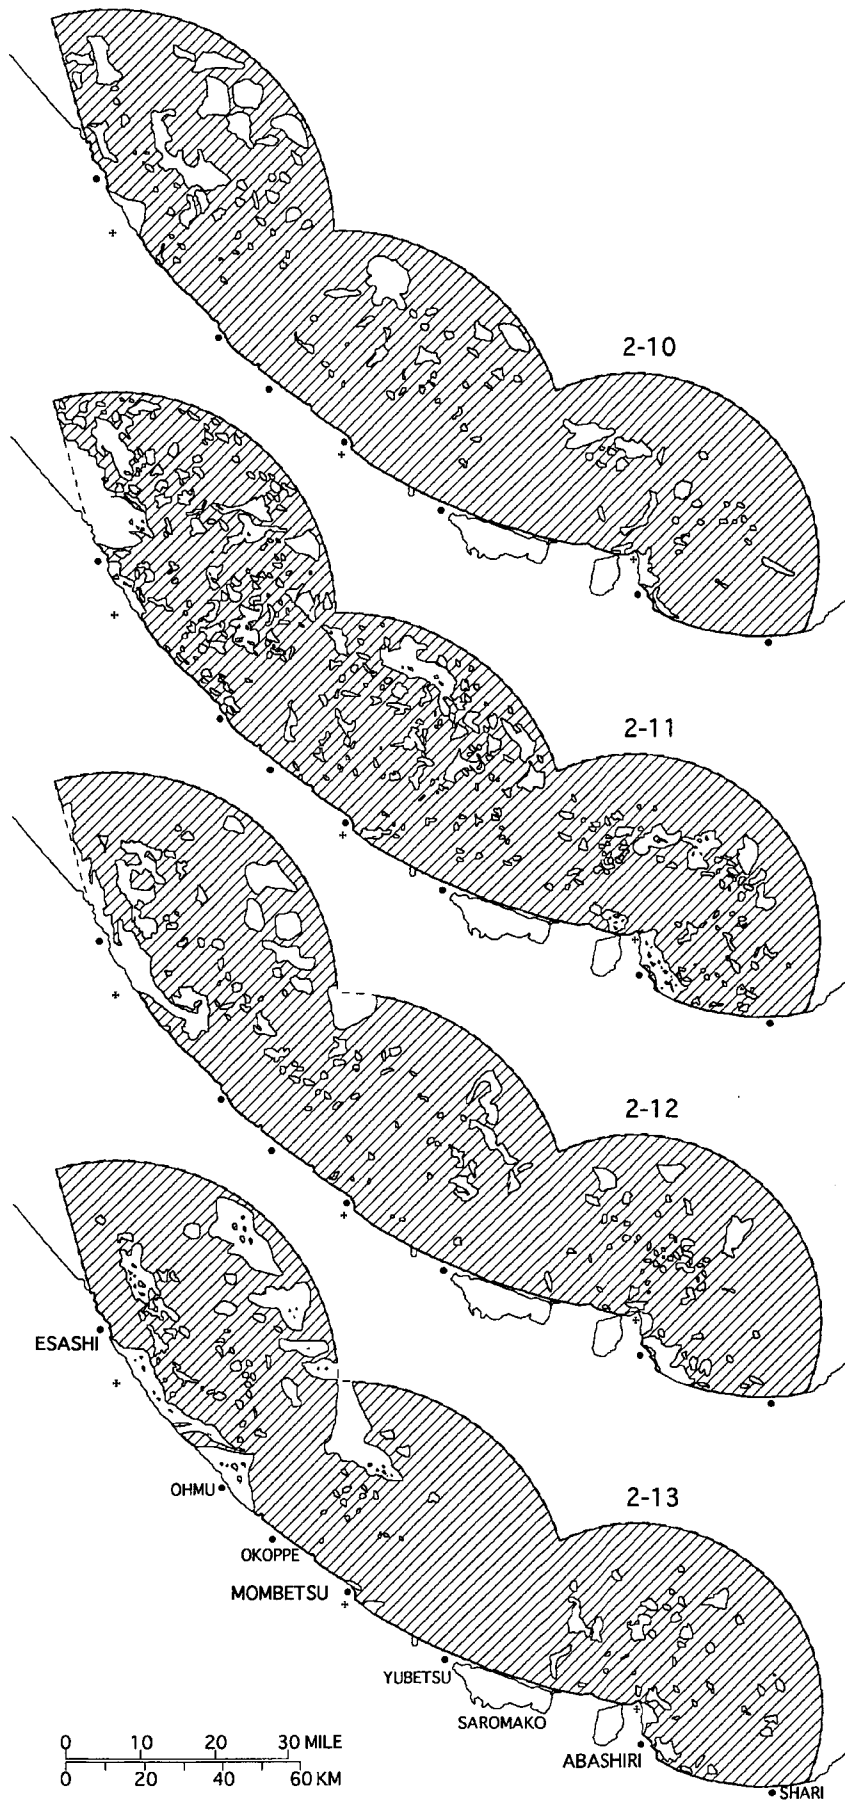 2-10
2-11
2-12
ESASHI
OHMU
2-13
OKOPPE
MOMBETSU
YUBETSU
SAROMAKO
0 10 20 30 MILE
ABASHIRI
0 20 40 60 KM
SHARI